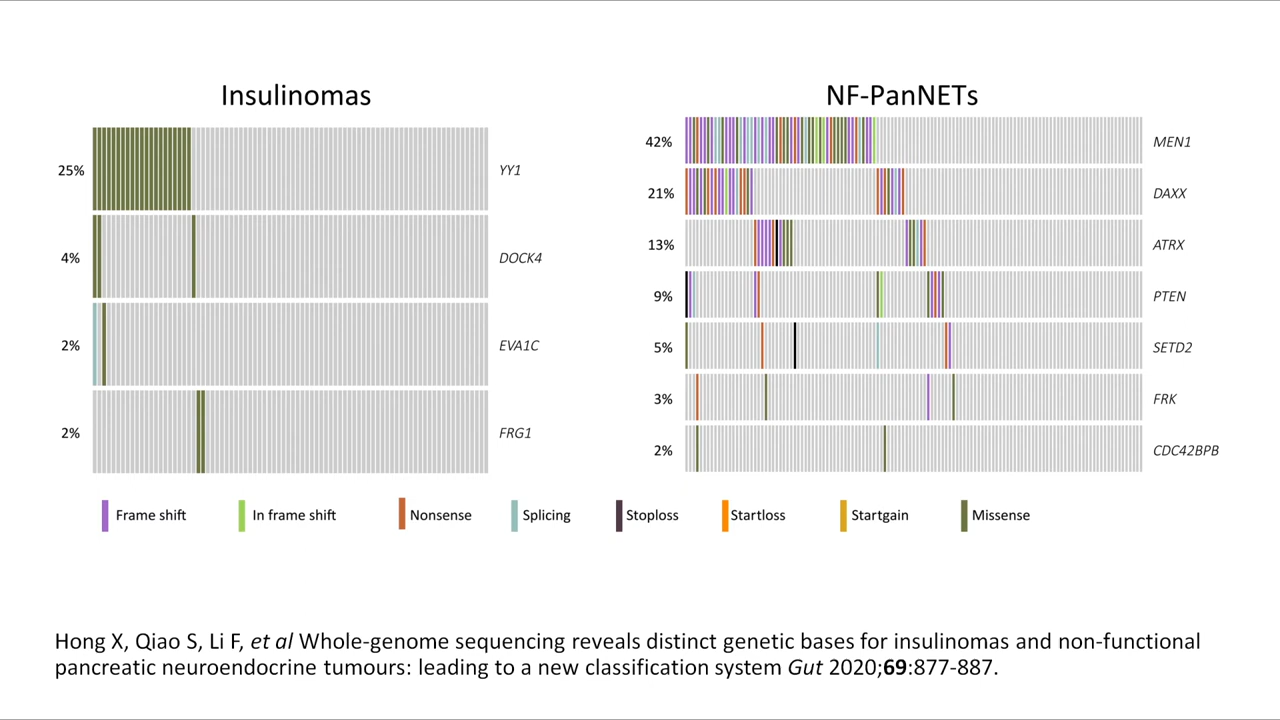 Insulinomas
25%
YY1
4%
DOCK4
2%
EVA1C
2%
FRG1
NF-PanNETs
42%
MEN1
21%
DAXX
13%
ATRX
9%
PTEN
5%
SETD2
3%
FRK
2%
CDC42BPB
Frame shift
In frame shift
Nonsense
Splicing
Stoploss
Startloss
Startgain
Missense
Hong X, Qiao S, Li F, et al Whole-genome sequencing reveals distinct genetic bases for insulinomas and non-functional
pancreatic neuroendocrine tumours: leading to a new classification system Gut 2020;69:877-887.